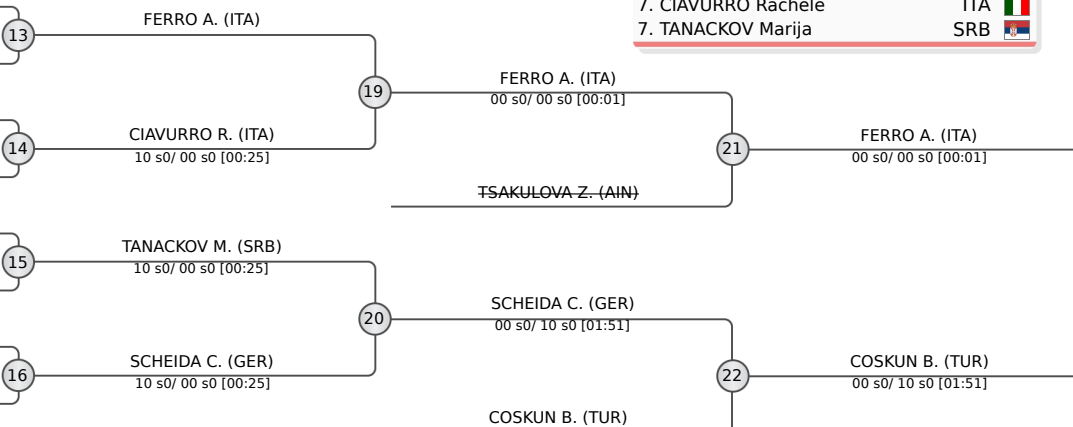 7. CIAVURRO Rachele ITA
7. TANACKOV Marija SRB
FERRO A. (ITA)
13
19
FERRO A. (ITA)
00 s0/ 00 s0 [00:01]
CIAVURRO R. (ITA)
10 s0/ 00 s0 [00:25]
14
21
FERRO A. (ITA)
00 s0/ 00 s0 [00:01]
TSAKULOVA Z. (AIN)
TANACKOV M. (SRB)
10 s0/ 00 s0 [00:25]
15
20
SCHEIDA C. (GER)
00 s0/ 10 s0 [01:51]
SCHEIDA C. (GER)
10 s0/ 00 s0 [00:25]
16
22
COSKUN B. (TUR)
00 s0/ 10 s0 [01:51]
COSKUN B. (TUR)